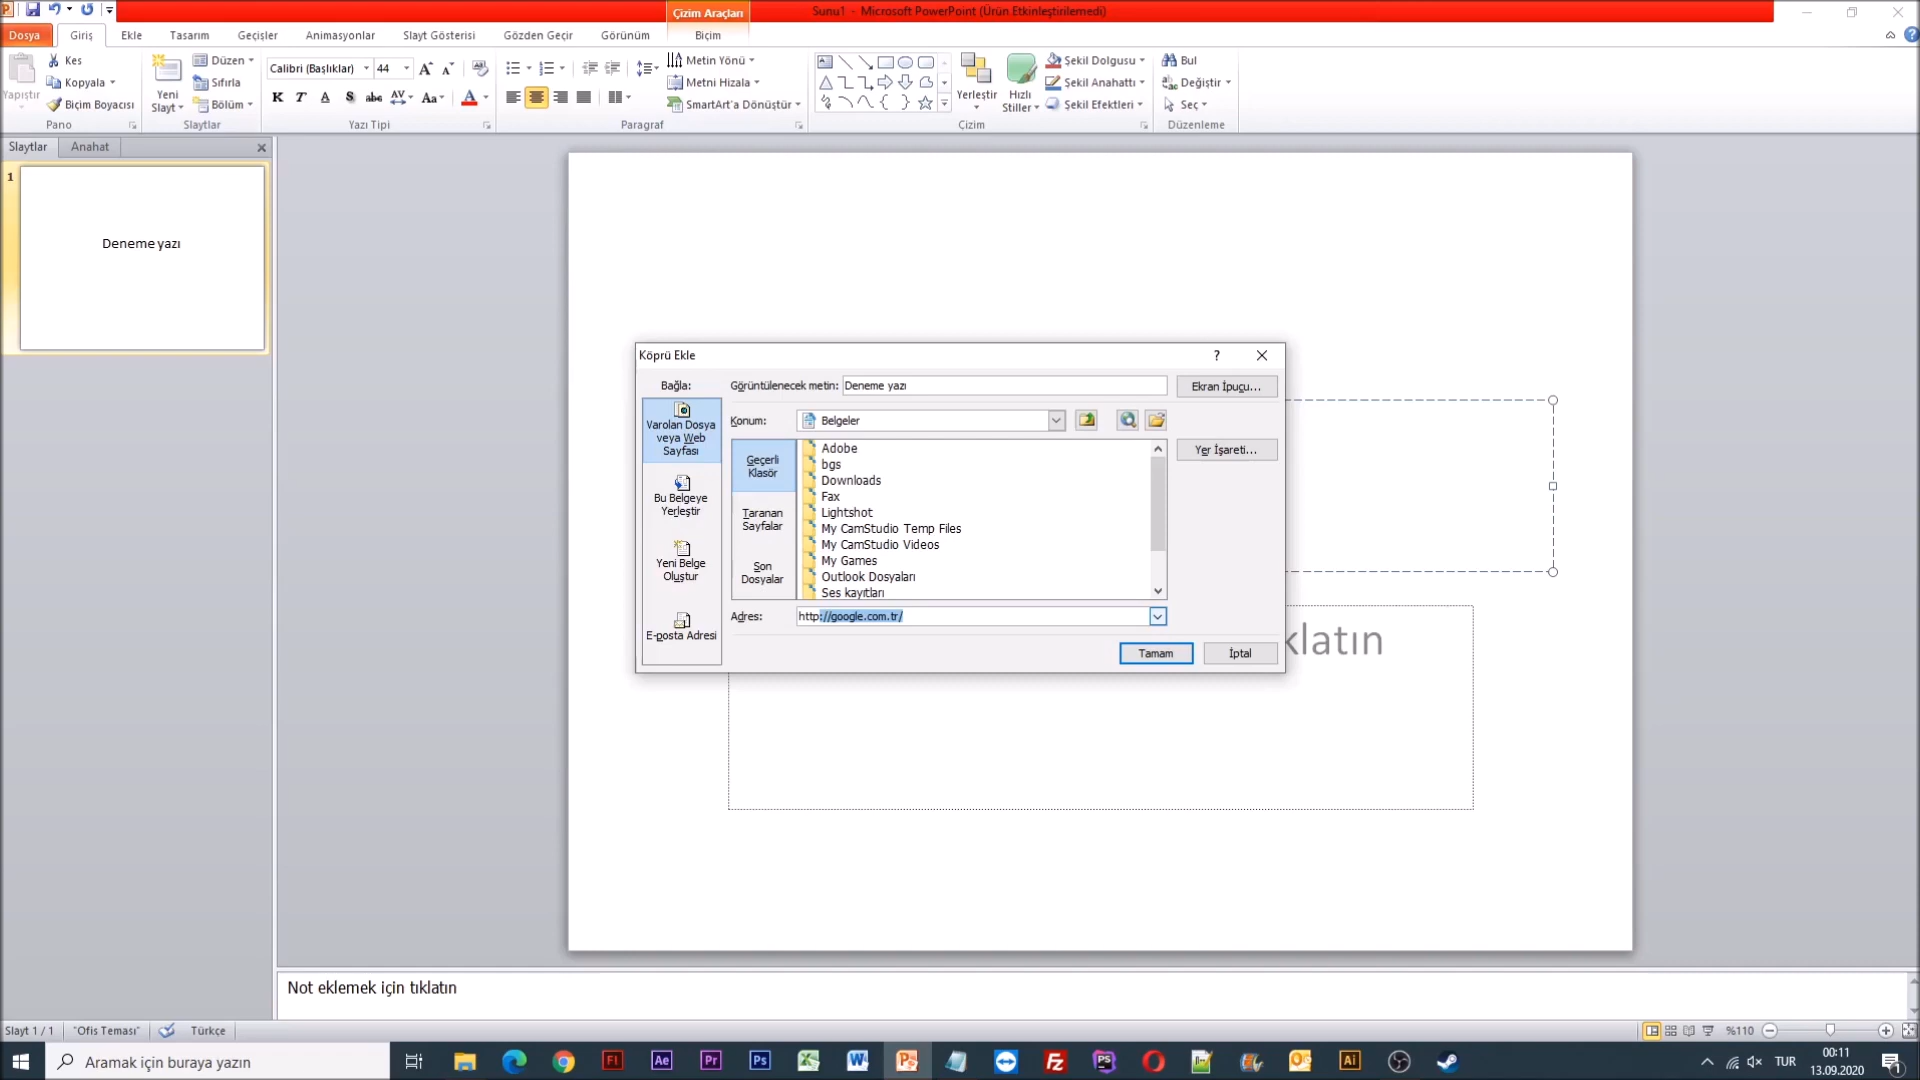 Çizim Araçları
Sunu1 - Microsoft PowerPoint (Ürün Etkinleştirilemedi)
Dosya
Giriş
Ekle
Tasarım
Geçişler
Animasyonlar
Slayt Gösterisi
Gözden Geçir
Görünüm
Biçim
Yapıştır
Kes
Kopyala
Biçim Boyacısı
Pano
Yeni
Slayt
Düzen
Sıfırla
Bölüm
Slaytlar
Calibri (Başlıklar)
44
K T A S abc AV Aa A
Yazı Tipi
Metin Yönü
Metni Hizala
SmartArt'a Dönüştür
Paragraf
Yerleştir
Hızlı
Stiller
Şekil Dolgusu
Şekil Anahattı
Şekil Efektleri
Çizim
Bul
Değiştir
Seç
Düzenleme
Slaytlar
Anahat
1
Deneme yazı
Köprü Ekle
?
Bağla:
Görüntülenecek metin:
Deneme yazı
Ekran İpucu...
Varolan Dosya
veya Web
Sayfası
Bu Belgeye
Yerleştir
Yeni Belge
Oluştur
E-posta Adresi
Konum:
Belgeler
Yer İşareti...
Geçerli
Klasör
Taranan
Sayfalar
Son
Dosyalar
Adobe
bgs
Downloads
Fax
Lightshot
My CamStudio Temp Files
My CamStudio Videos
My Games
Outlook Dosyaları
Ses kayıtları
Adres:
http://google.com.tr/
Tamam
İptal
klatın
Not eklemek için tıklatın
Slayt 1 / 1
"Ofis Teması"
Türkçe
%110
Aramak için buraya yazın
TUR
00:11
13.09.2020
1